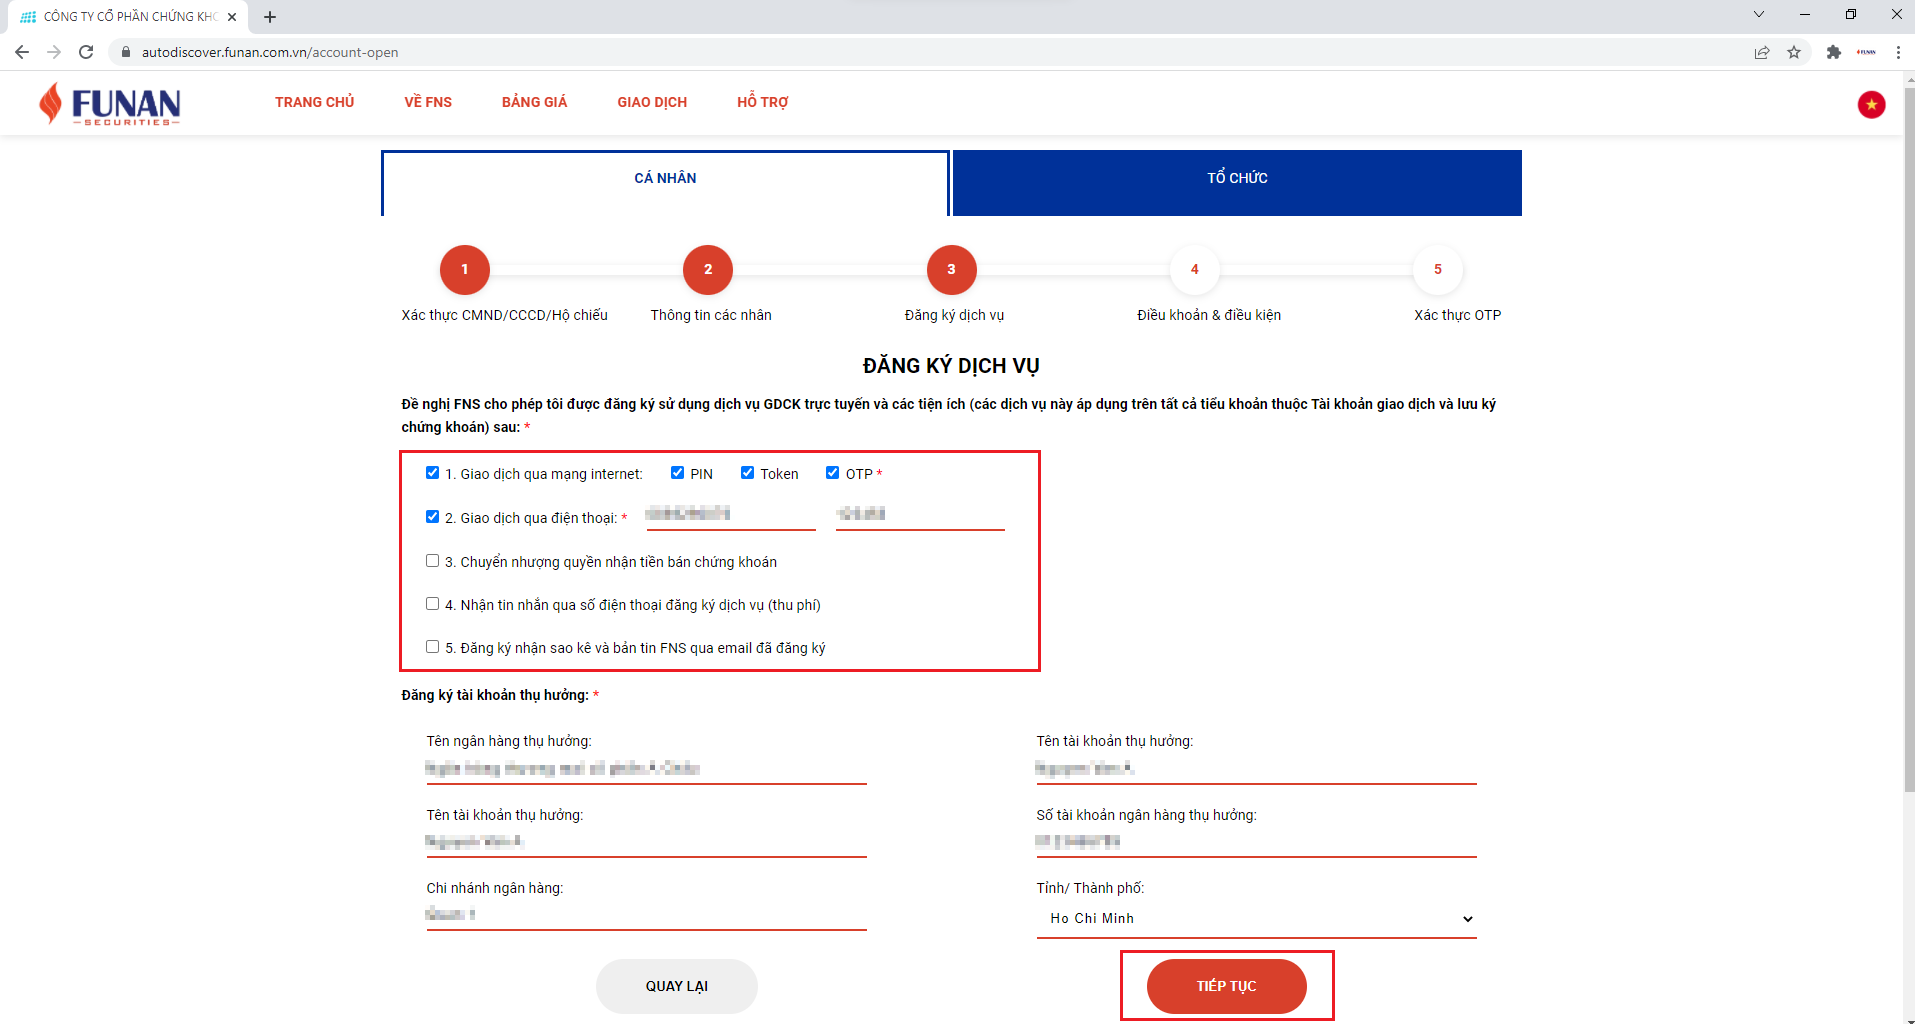 CÔNG TY CỔ PHẦN CHỨNG KHO
autodiscover.funan.com.vn/account-open
FUNAN
SECURITIES
TRANG CHỦ
VỀ FNS
BẢNG GIÁ
GIAO DỊCH
HỖ TRỢ
CÁ NHÂN
TỔ CHỨC
1
2
3
4
5
Xác thực CMND/CCCD/Hộ chiếu
Thông tin các nhân
Đăng ký dịch vụ
Điều khoản & điều kiện
Xác thực OTP
ĐĂNG KÝ DỊCH VỤ
Đề nghị FNS cho phép tôi được đăng ký sử dụng dịch vụ GDCK trực tuyến và các tiện ích (các dịch vụ này áp dụng trên tất cả tiểu khoản thuộc Tài khoản giao dịch và lưu ký
chứng khoán) sau: *
1. Giao dịch qua mạng internet: PIN Token OTP *
2. Giao dịch qua điện thoại: *
3. Chuyển nhượng quyền nhận tiền bán chứng khoán
4. Nhận tin nhắn qua số điện thoại đăng ký dịch vụ (thu phí)
5. Đăng ký nhận sao kê và bản tin FNS qua email đã đăng ký
Đăng ký tài khoản thụ hưởng: *
Tên ngân hàng thụ hưởng:
Tên tài khoản thụ hưởng:
Tên tài khoản thụ hưởng:
Số tài khoản ngân hàng thụ hưởng:
Chi nhánh ngân hàng:
Tỉnh/ Thành phố:
Ho Chi Minh
QUAY LẠI
TIẾP TỤC